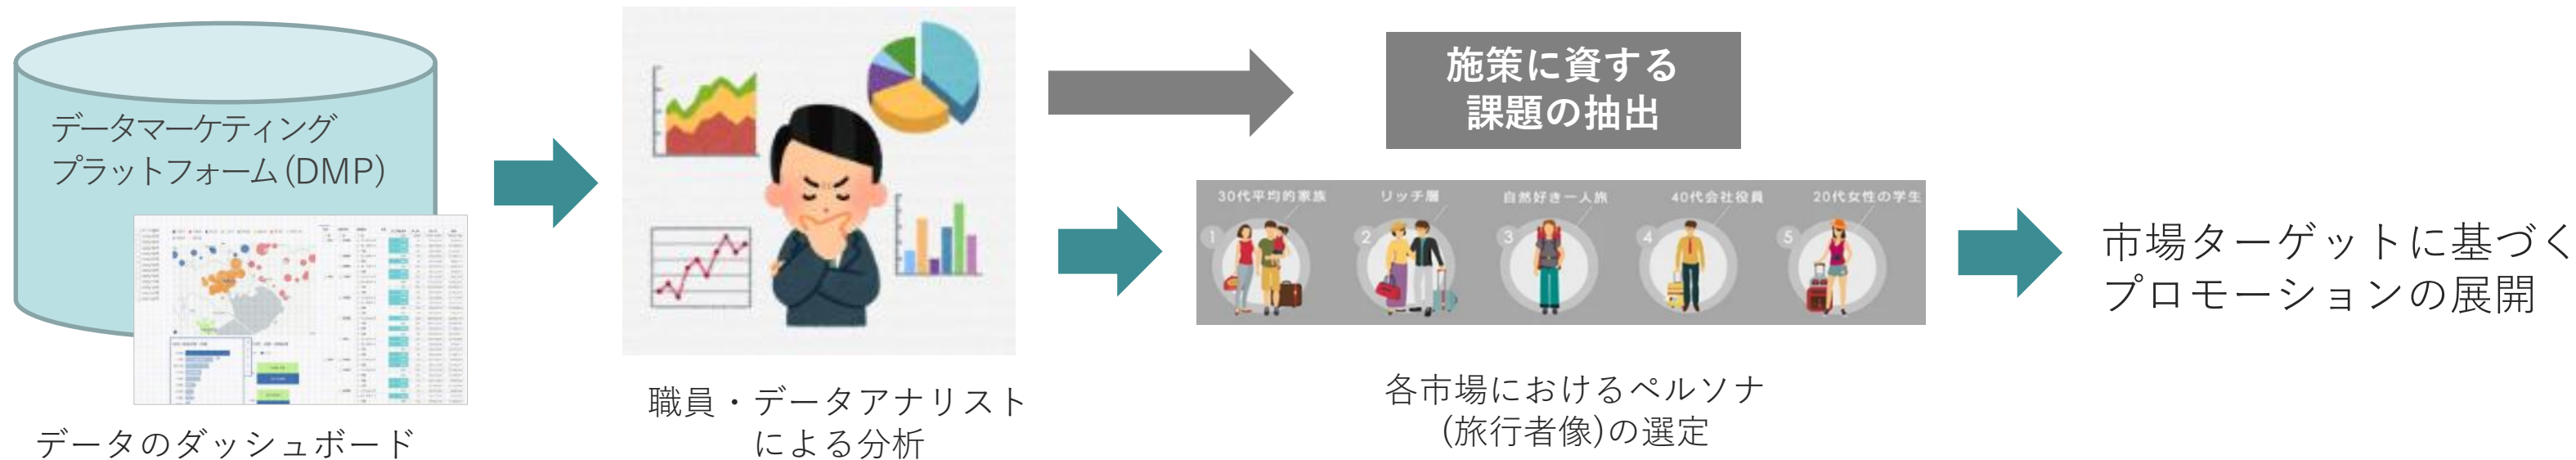 データマーケティング
プラットフォーム(DMP)
データのダッシュボード
職員・データアナリスト
による分析
施策に資する
課題の抽出
30代平均的家族
リッチ層
自然好き一人旅
40代会社役員
20代女性の学生
1
2
3
4
5
各市場におけるペルソナ
(旅行者像)の選定
市場ターゲットに基づく
プロモーションの展開